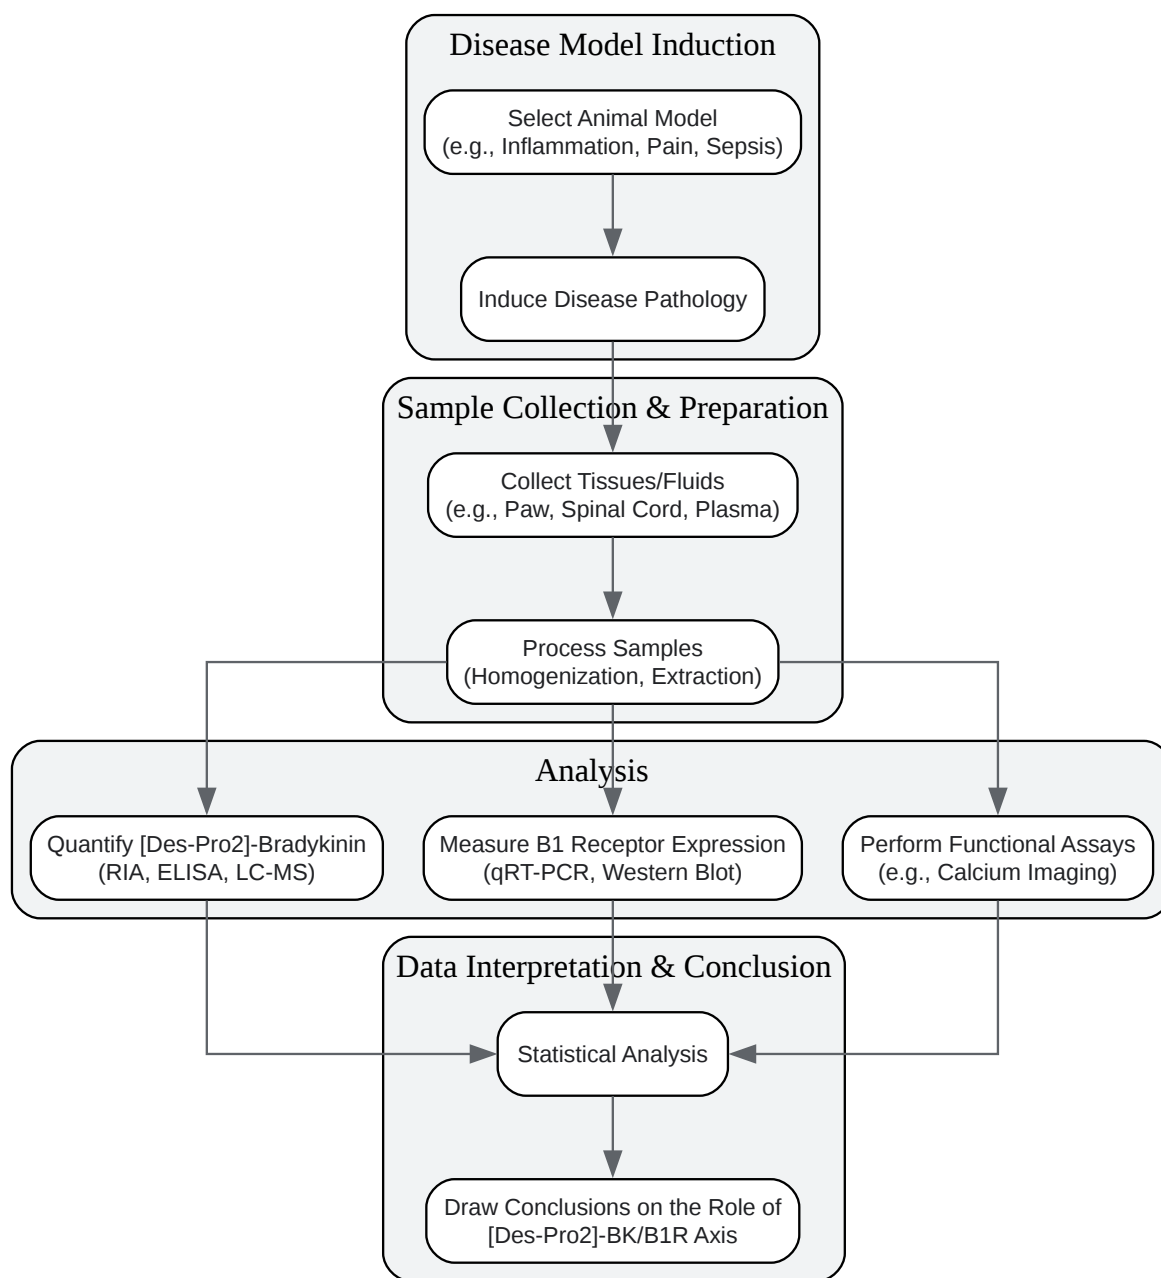 Disease Model Induction
Select Animal Model
(e.g., Inflammation, Pain, Sepsis)
Induce Disease Pathology
Sample Collection & Preparation
Collect Tissues/Fluids
(e.g., Paw, Spinal Cord, Plasma)
Process Samples
(Homogenization, Extraction)
Analysis
Quantify [Des-Pro2]-Bradykinin
(RIA, ELISA, LC-MS)
Measure B1 Receptor Expression
(qRT-PCR, Western Blot)
Perform Functional Assays
(e.g., Calcium Imaging)
Data Interpretation & Conclusion
Statistical Analysis
Draw Conclusions on the Role of
[Des-Pro2]-BK/B1R Axis